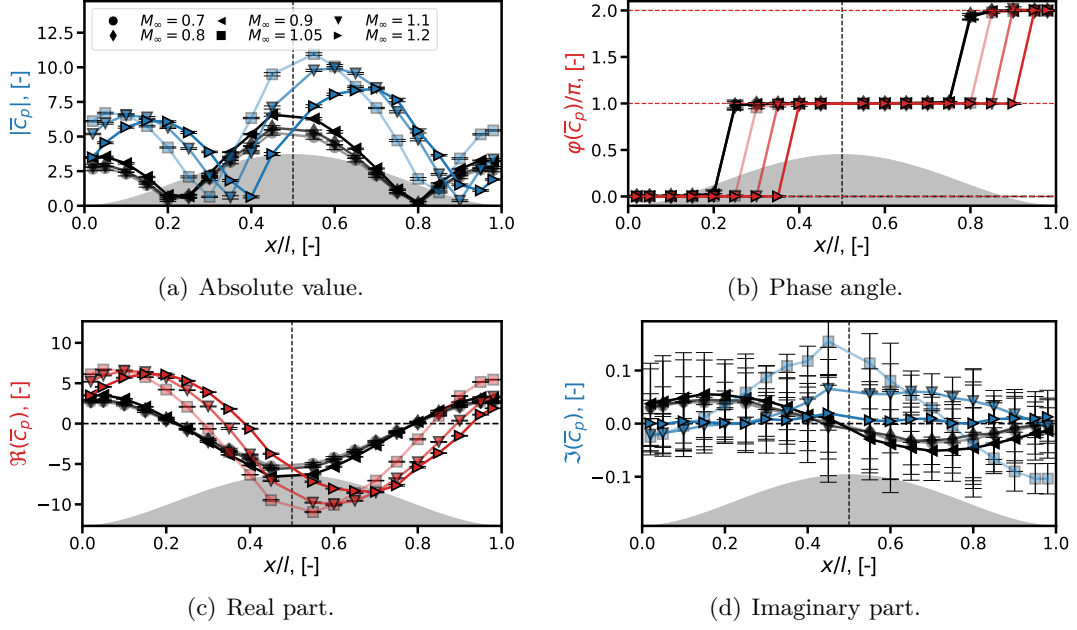 M∞ = 0.7 M∞ = 0.9 M∞ = 1.1
M∞ = 0.8 M∞ = 1.05 M∞ = 1.2
|c̅p|, [-]
10.0
7.5
5.0
2.5
0.0
0.0 0.2 0.4 0.6 0.8 1.0
x/l, [-]
(a) Absolute value.
φ(c̅p)/π, [-]
2.0
1.5
1.0
0.5
0.0
0.0 0.2 0.4 0.6 0.8 1.0
x/l, [-]
(b) Phase angle.
ℜ(c̅p), [-]
10
5
0
−5
−10
0.0 0.2 0.4 0.6 0.8 1.0
x/l, [-]
(c) Real part.
ℑ(c̅p), [-]
0.1
0.0
−0.1
0.0 0.2 0.4 0.6 0.8 1.0
x/l, [-]
(d) Imaginary part.